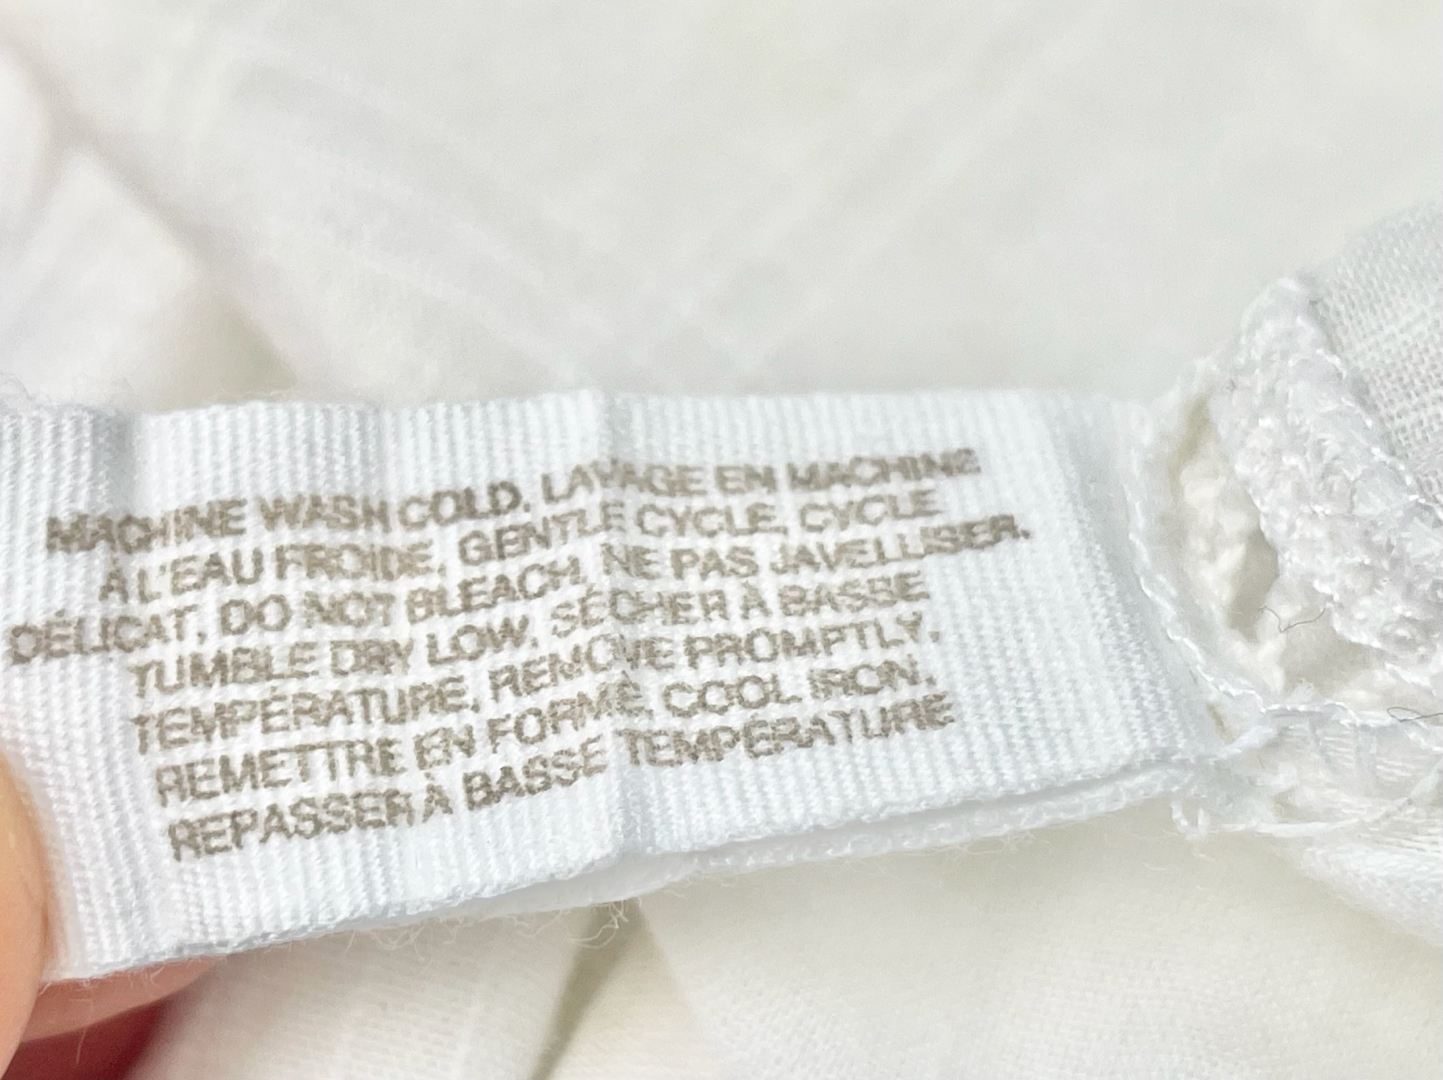 MACHINE WASH COLD, LAVAGE EN MACHINE
À L'EAU FROIDE, GENTLE CYCLE, CYCLE
DÉLICAT, DO NOT BLEACH, NE PAS JAVELLISER,
TUMBLE DRY LOW, SÉCHER À BASSE
TEMPÉRATURE, REMOVE PROMPTLY,
REMETTRE EN FORME, COOL IRON,
REPASSER À BASSE TEMPÉRATURE